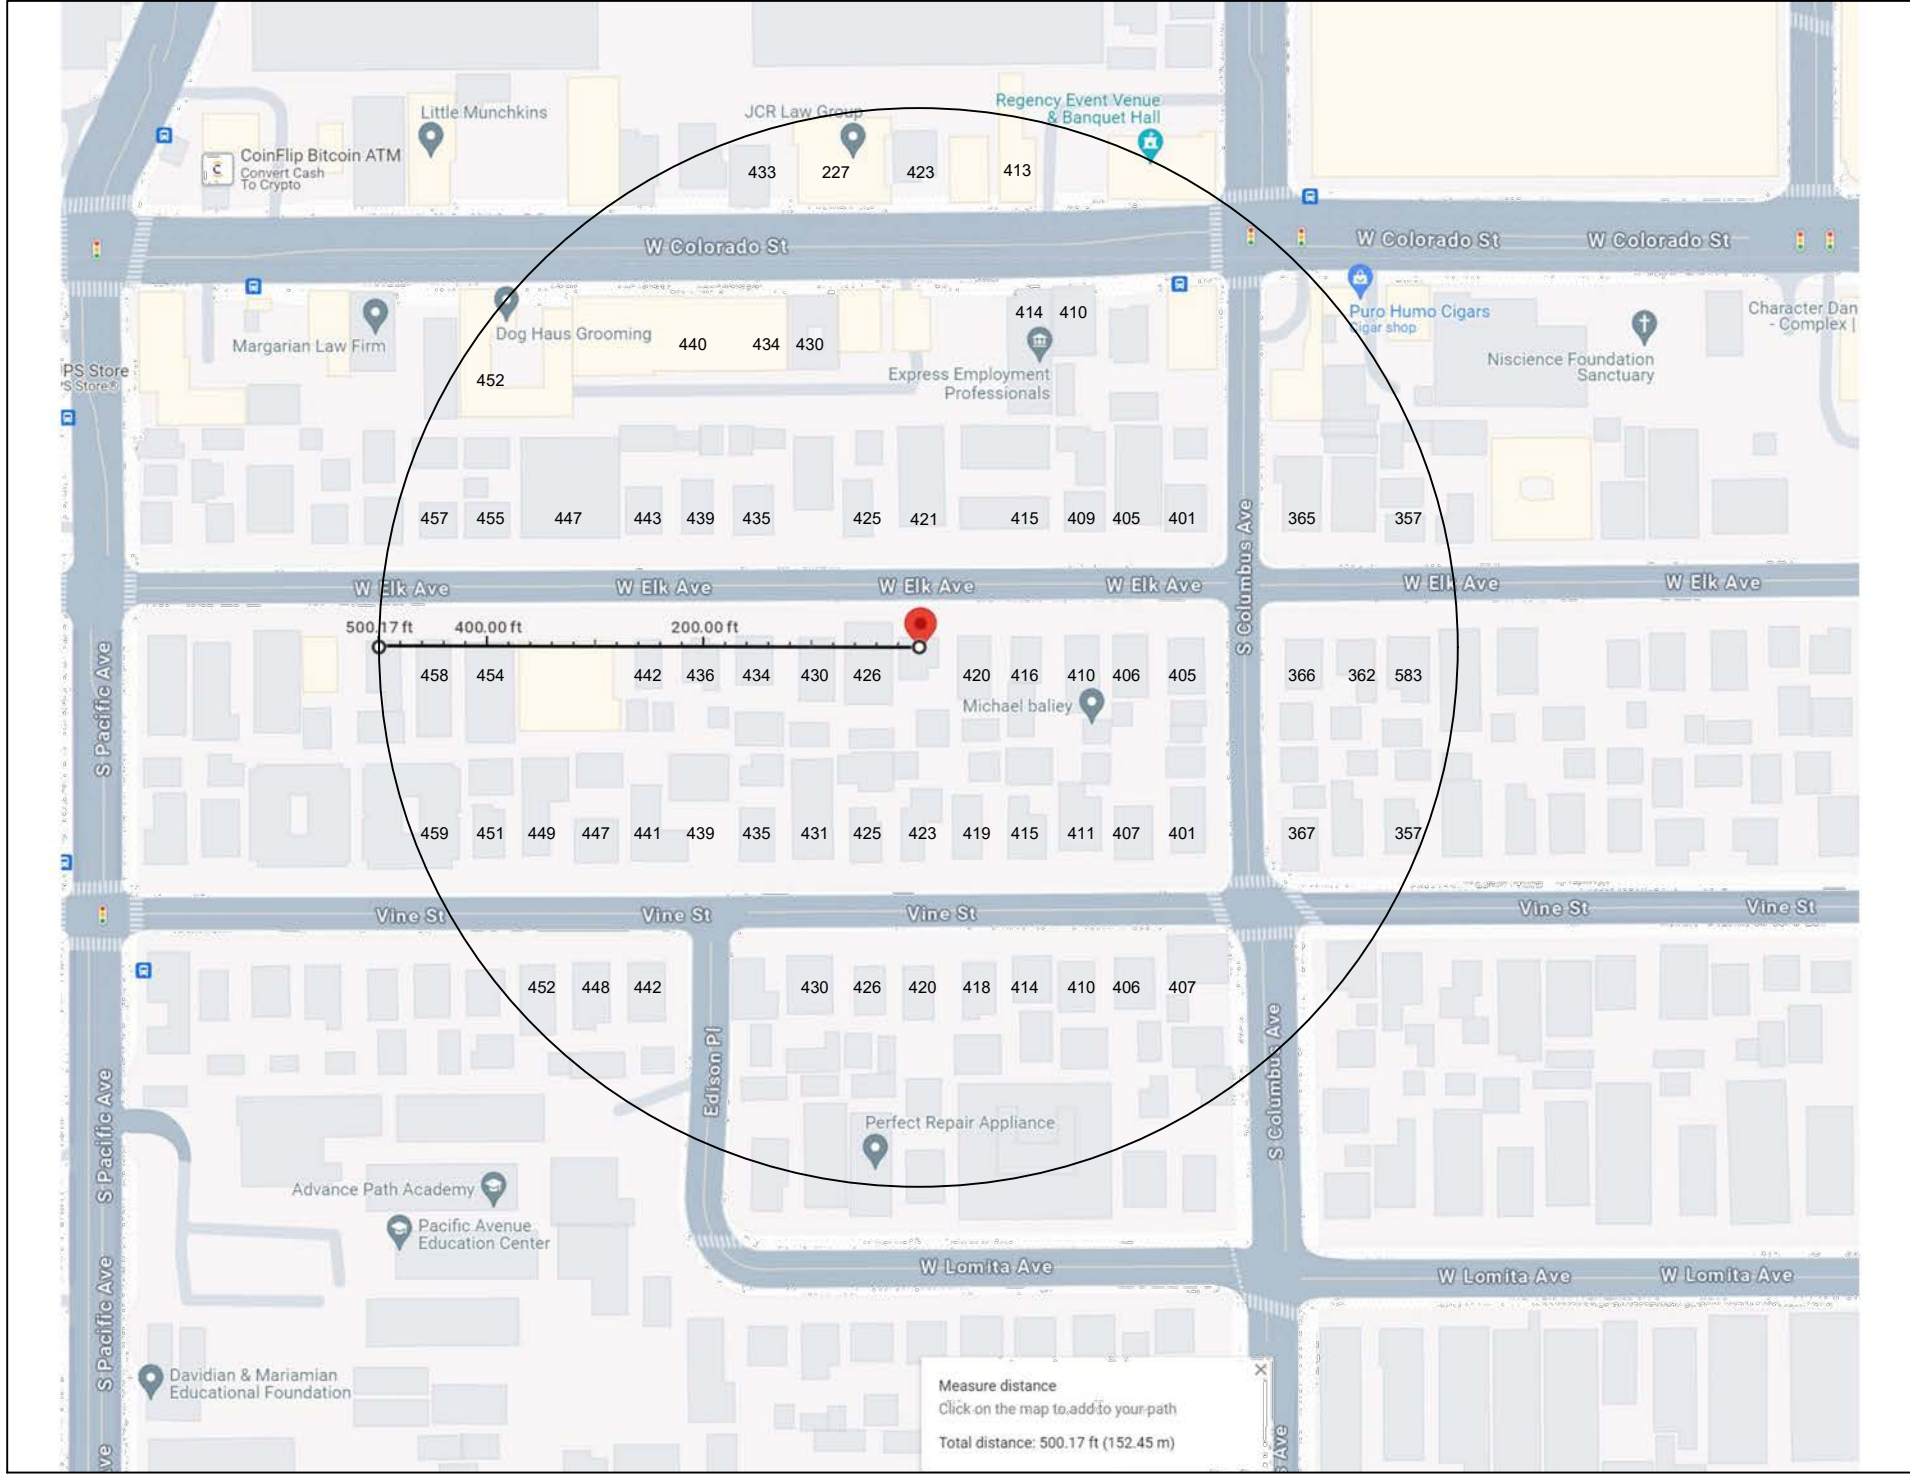 Little Munchkins
JCR Law Group
Regency Event Venue
& Banquet Hall
CoinFlip Bitcoin ATM
Convert Cash
To Crypto
C
433
227
423
413
W Colorado St
W Colorado St
W Colorado St
Margarian Law Firm
Dog Haus Grooming
452
440
434
430
414
410
Express Employment
Professionals
Puro Humo Cigars
Cigar shop
Niscience Foundation
Sanctuary
Character Dan
- Complex |
PS Store
PS Store®
457
455
447
443
439
435
425
421
415
409
405
401
365
357
S Columbus Ave
W Elk Ave
W Elk Ave
W Elk Ave
W Elk Ave
W Elk Ave
W Elk Ave
500.17 ft
400.00 ft
200.00 ft
458
454
442
436
434
430
426
420
416
410
406
405
366
362
583
Michael baliey
S Pacific Ave
459
451
449
447
441
439
435
431
425
423
419
415
411
407
401
367
357
Vine St
Vine St
Vine St
Vine St
Vine St
452
448
442
430
426
420
418
414
410
406
407
Edison Pl
S Columbus Ave
S Pacific Ave
Perfect Repair Appliance
Advance Path Academy
Pacific Avenue
Education Center
W Lomita Ave
W Lomita Ave
W Lomita Ave
S Pacific Ave
Davidian & Mariamian
Educational Foundation
Measure distance
Click on the map to add to your path
Total distance: 500.17 ft (152.45 m)
Ave
ve